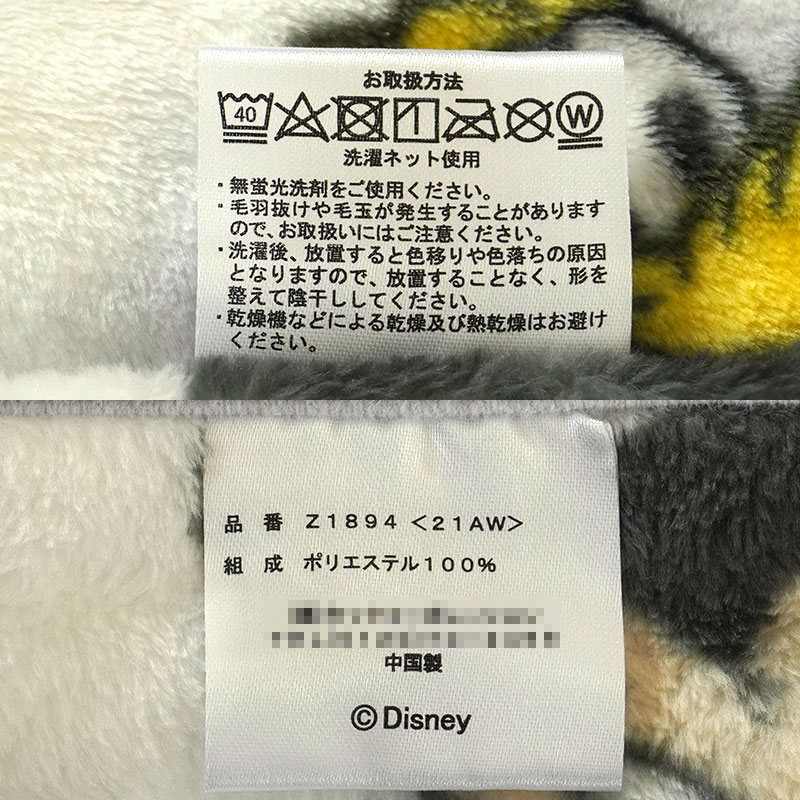 お取扱方法
40 W
洗濯ネット使用
・無蛍光洗剤をご使用ください。
・毛羽抜けや毛玉が発生することがあります
ので、お取扱いにはご注意ください。
・洗濯後、放置すると色移りや色落ちの原因
となりますので、放置することなく、形を
整えて陰干ししてください。
・乾燥機などによる乾燥及び熱乾燥はお避け
ください。
品 番 Z1894 <21AW>
組 成 ポリエステル100%
中国製
©Disney